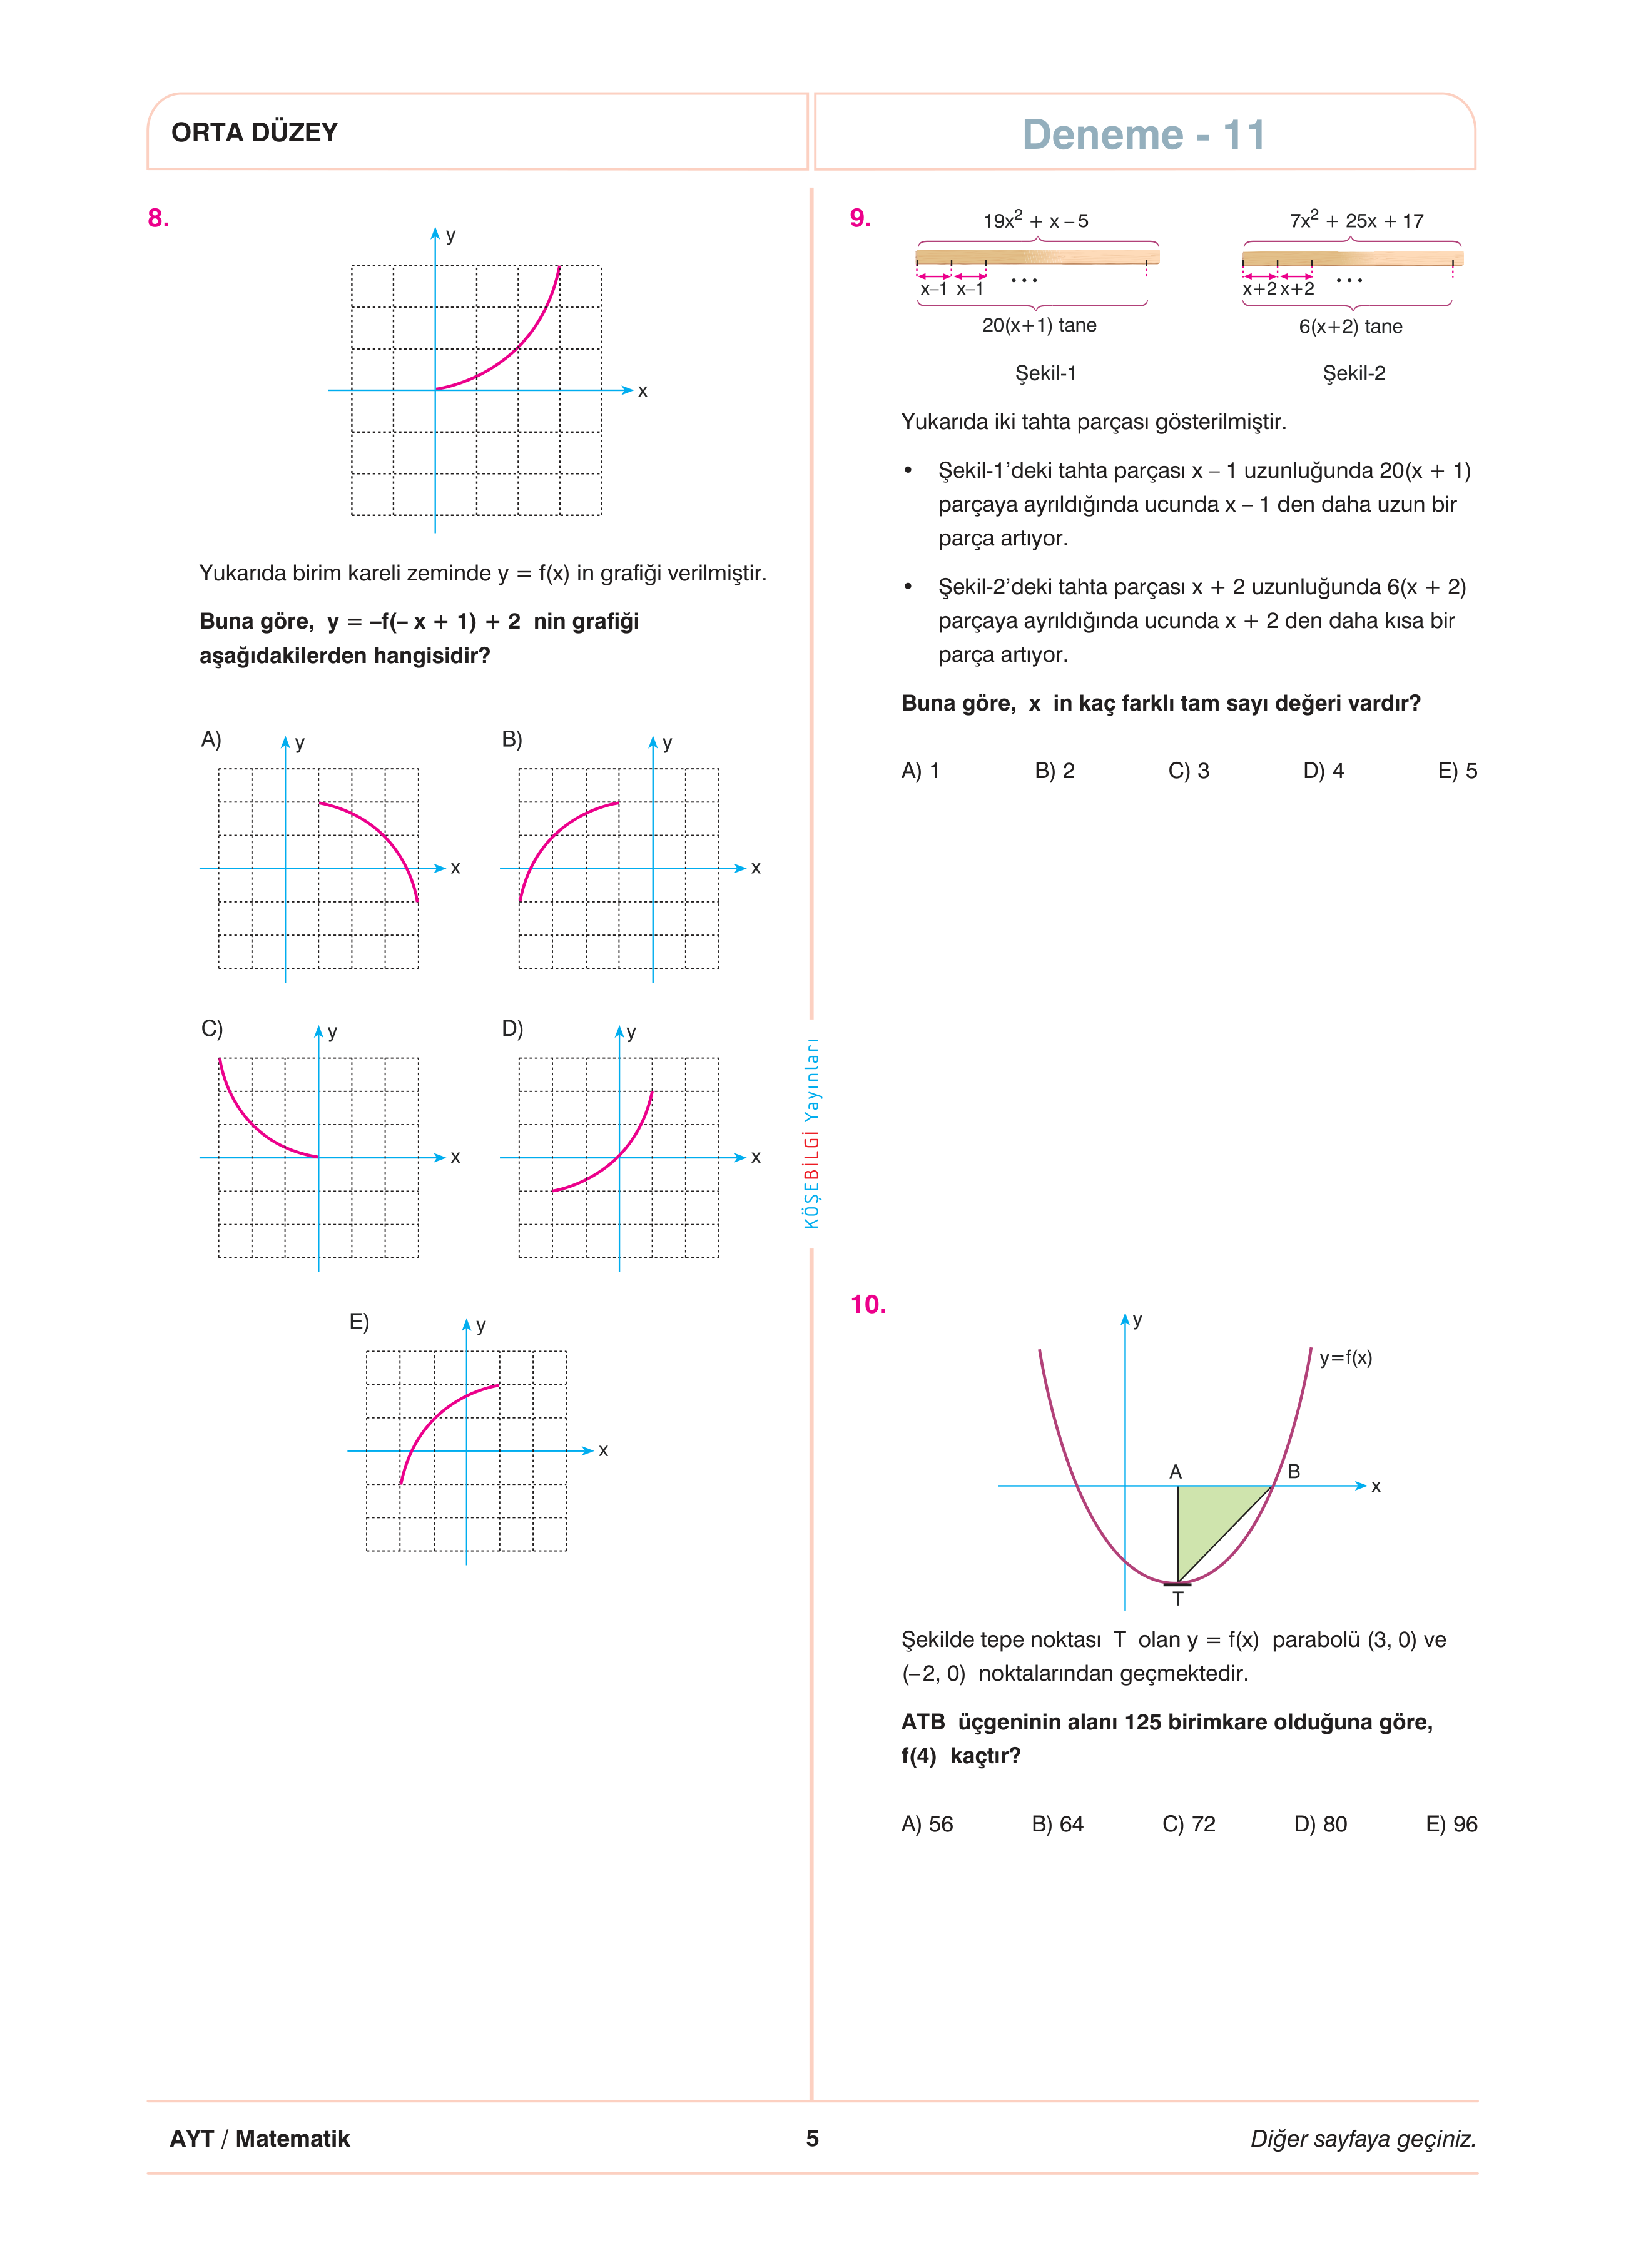 ORTA DÜZEY
Deneme - 11
8.
y
x
Yukarıda birim kareli zeminde y = f(x) in grafiği verilmiştir.
Buna göre, y = –f(– x + 1) + 2 nin grafiği
aşağıdakilerden hangisidir?
A)
y
x
B)
y
x
C)
y
x
D)
y
x
E)
y
x
KÖŞEBİLGİ Yayınları
9.
19x² + x – 5
x–1 x–1 ...
20(x+1) tane
Şekil-1
7x² + 25x + 17
x+2 x+2 ...
6(x+2) tane
Şekil-2
Yukarıda iki tahta parçası gösterilmiştir.
• Şekil-1’deki tahta parçası x – 1 uzunluğunda 20(x + 1)
parçaya ayrıldığında ucunda x – 1 den daha uzun bir
parça artıyor.
• Şekil-2’deki tahta parçası x + 2 uzunluğunda 6(x + 2)
parçaya ayrıldığında ucunda x + 2 den daha kısa bir
parça artıyor.
Buna göre, x in kaç farklı tam sayı değeri vardır?
A) 1 B) 2 C) 3 D) 4 E) 5
10.
y
y=f(x)
A B
x
T
Şekilde tepe noktası T olan y = f(x) parabolü (3, 0) ve
(–2, 0) noktalarından geçmektedir.
ATB üçgeninin alanı 125 birimkare olduğuna göre,
f(4) kaçtır?
A) 56 B) 64 C) 72 D) 80 E) 96
AYT / Matematik
5
Diğer sayfaya geçiniz.